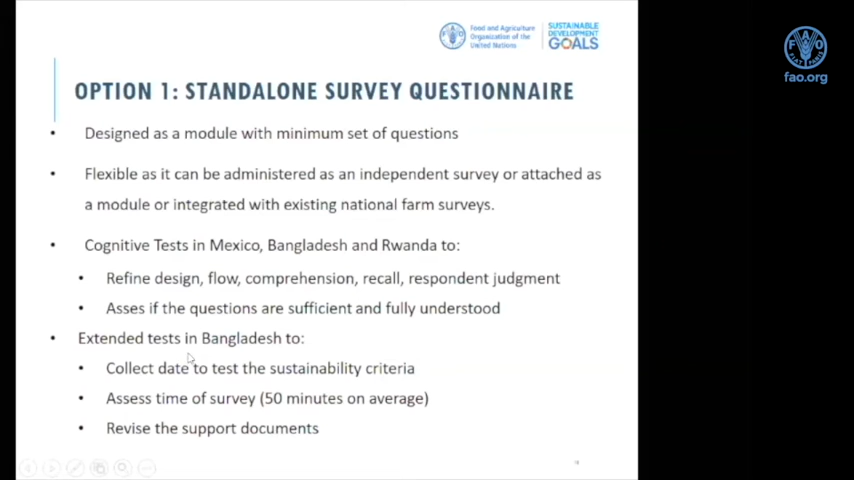 Food and Agriculture
Organization of the
United Nations
SUSTAINABLE
DEVELOPMENT
GOALS
FAO
FIAT PANIS
fao.org
OPTION 1: STANDALONE SURVEY QUESTIONNAIRE
• Designed as a module with minimum set of questions
• Flexible as it can be administered as an independent survey or attached as
a module or integrated with existing national farm surveys.
• Cognitive Tests in Mexico, Bangladesh and Rwanda to:
• Refine design, flow, comprehension, recall, respondent judgment
• Asses if the questions are sufficient and fully understood
• Extended tests in Bangladesh to:
• Collect date to test the sustainability criteria
• Assess time of survey (50 minutes on average)
• Revise the support documents